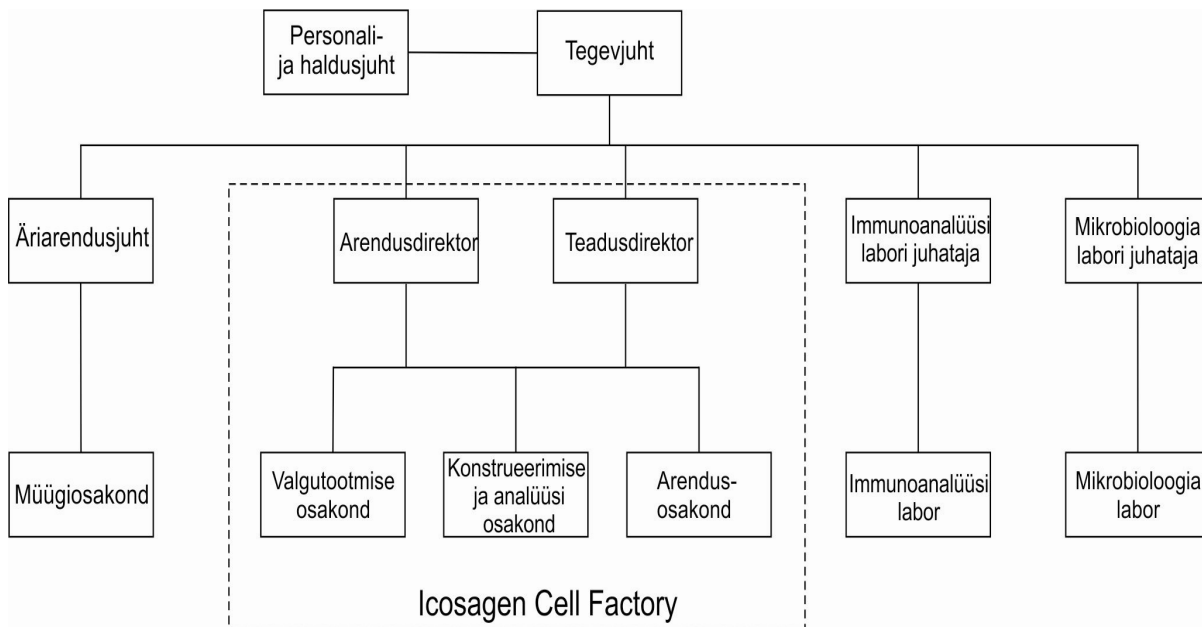 Personali-
ja haldusjuht
Tegevjuht
Äriarendusjuht
Arendusdirektor
Teadusdirektor
Immunoanalüüsi
labori juhataja
Mikrobioloogia
labori juhataja
Müügiosakond
Valgutootmise
osakond
Konstrueerimise
ja analüüsi
osakond
Arendus-
osakond
Immunoanalüüsi
labor
Mikrobioloogia
labor
Icosagen Cell Factory